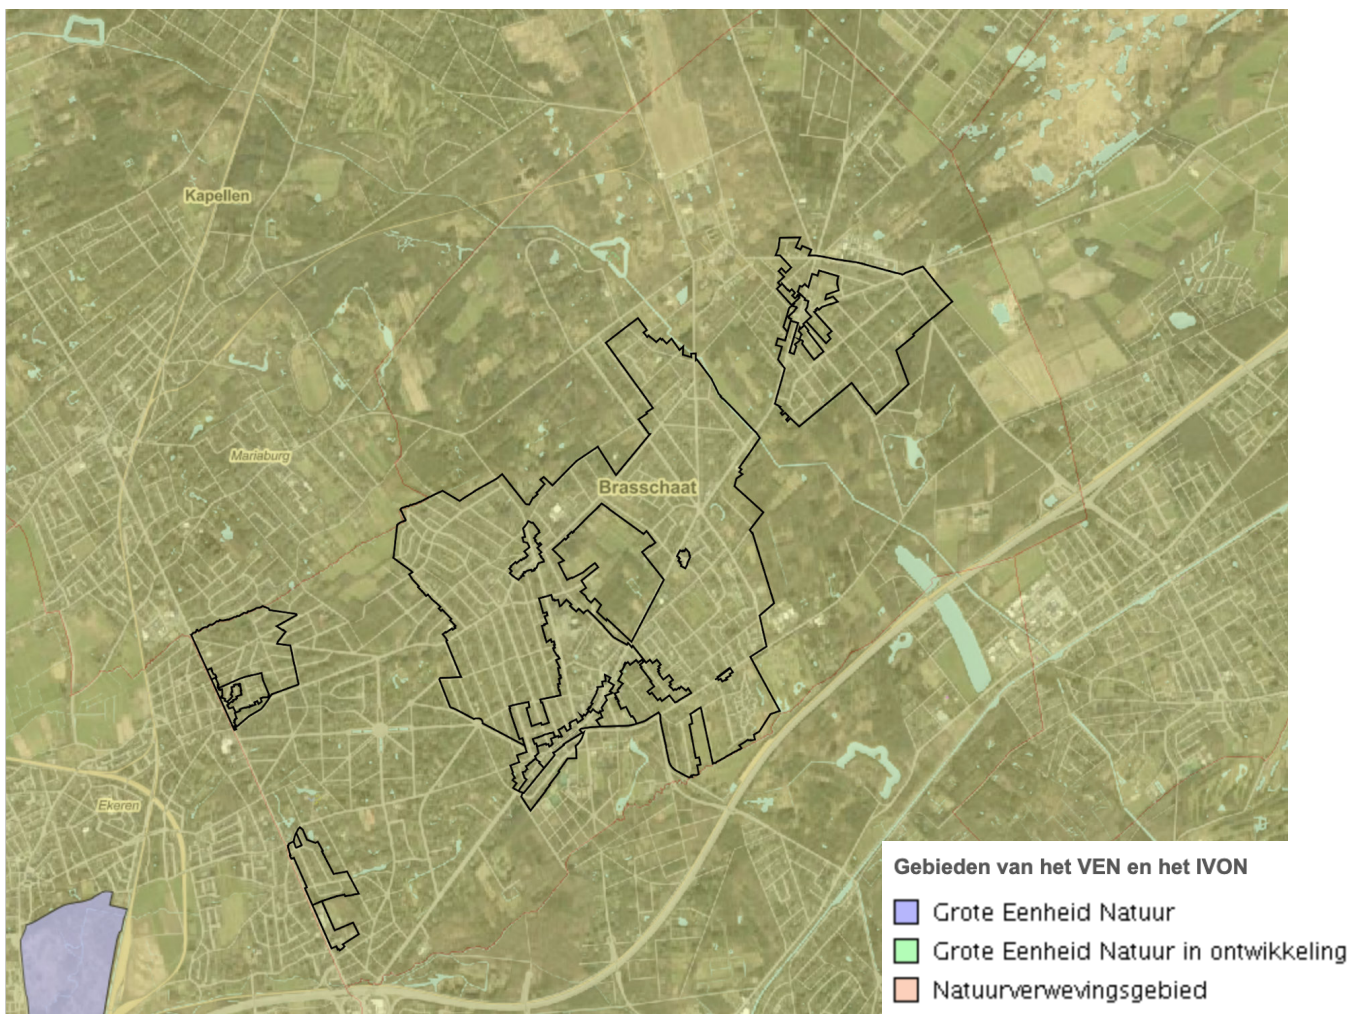 Kapellen
Mariaburg
Brasschaat
Ekeren
Gebieden van het VEN en het IVON
Grote Eenheid Natuur
Grote Eenheid Natuur in ontwikkeling
Natuurverwevingsgebied